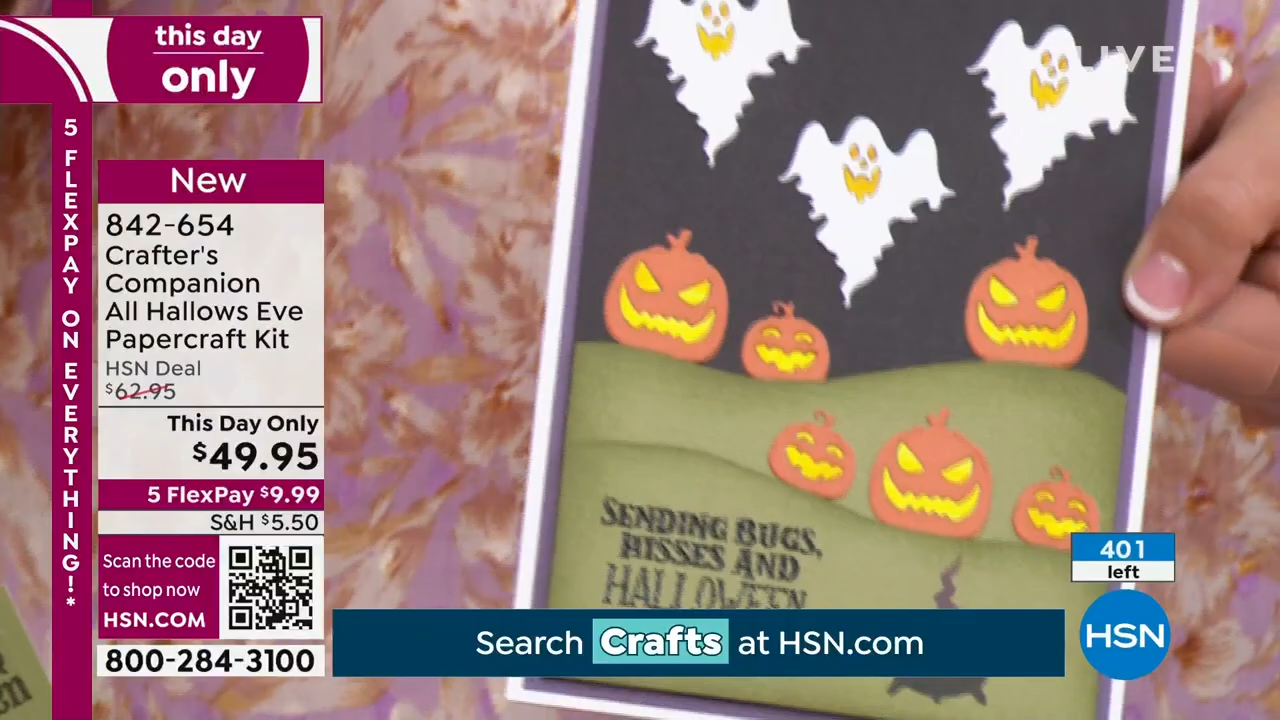 this day
only
5 FLEXPAY ON EVERYTHING!*
New
842-654
Crafter's
Companion
All Hallows Eve
Papercraft Kit
HSN Deal
$62.95
This Day Only
$49.95
5 FlexPay $9.99
S&H $5.50
Scan the code
to shop now
HSN.COM
800-284-3100
LIVE
SENDING BUGS,
HISSES AND
HALLOWEEN
401
left
Search Crafts at HSN.com
HSN